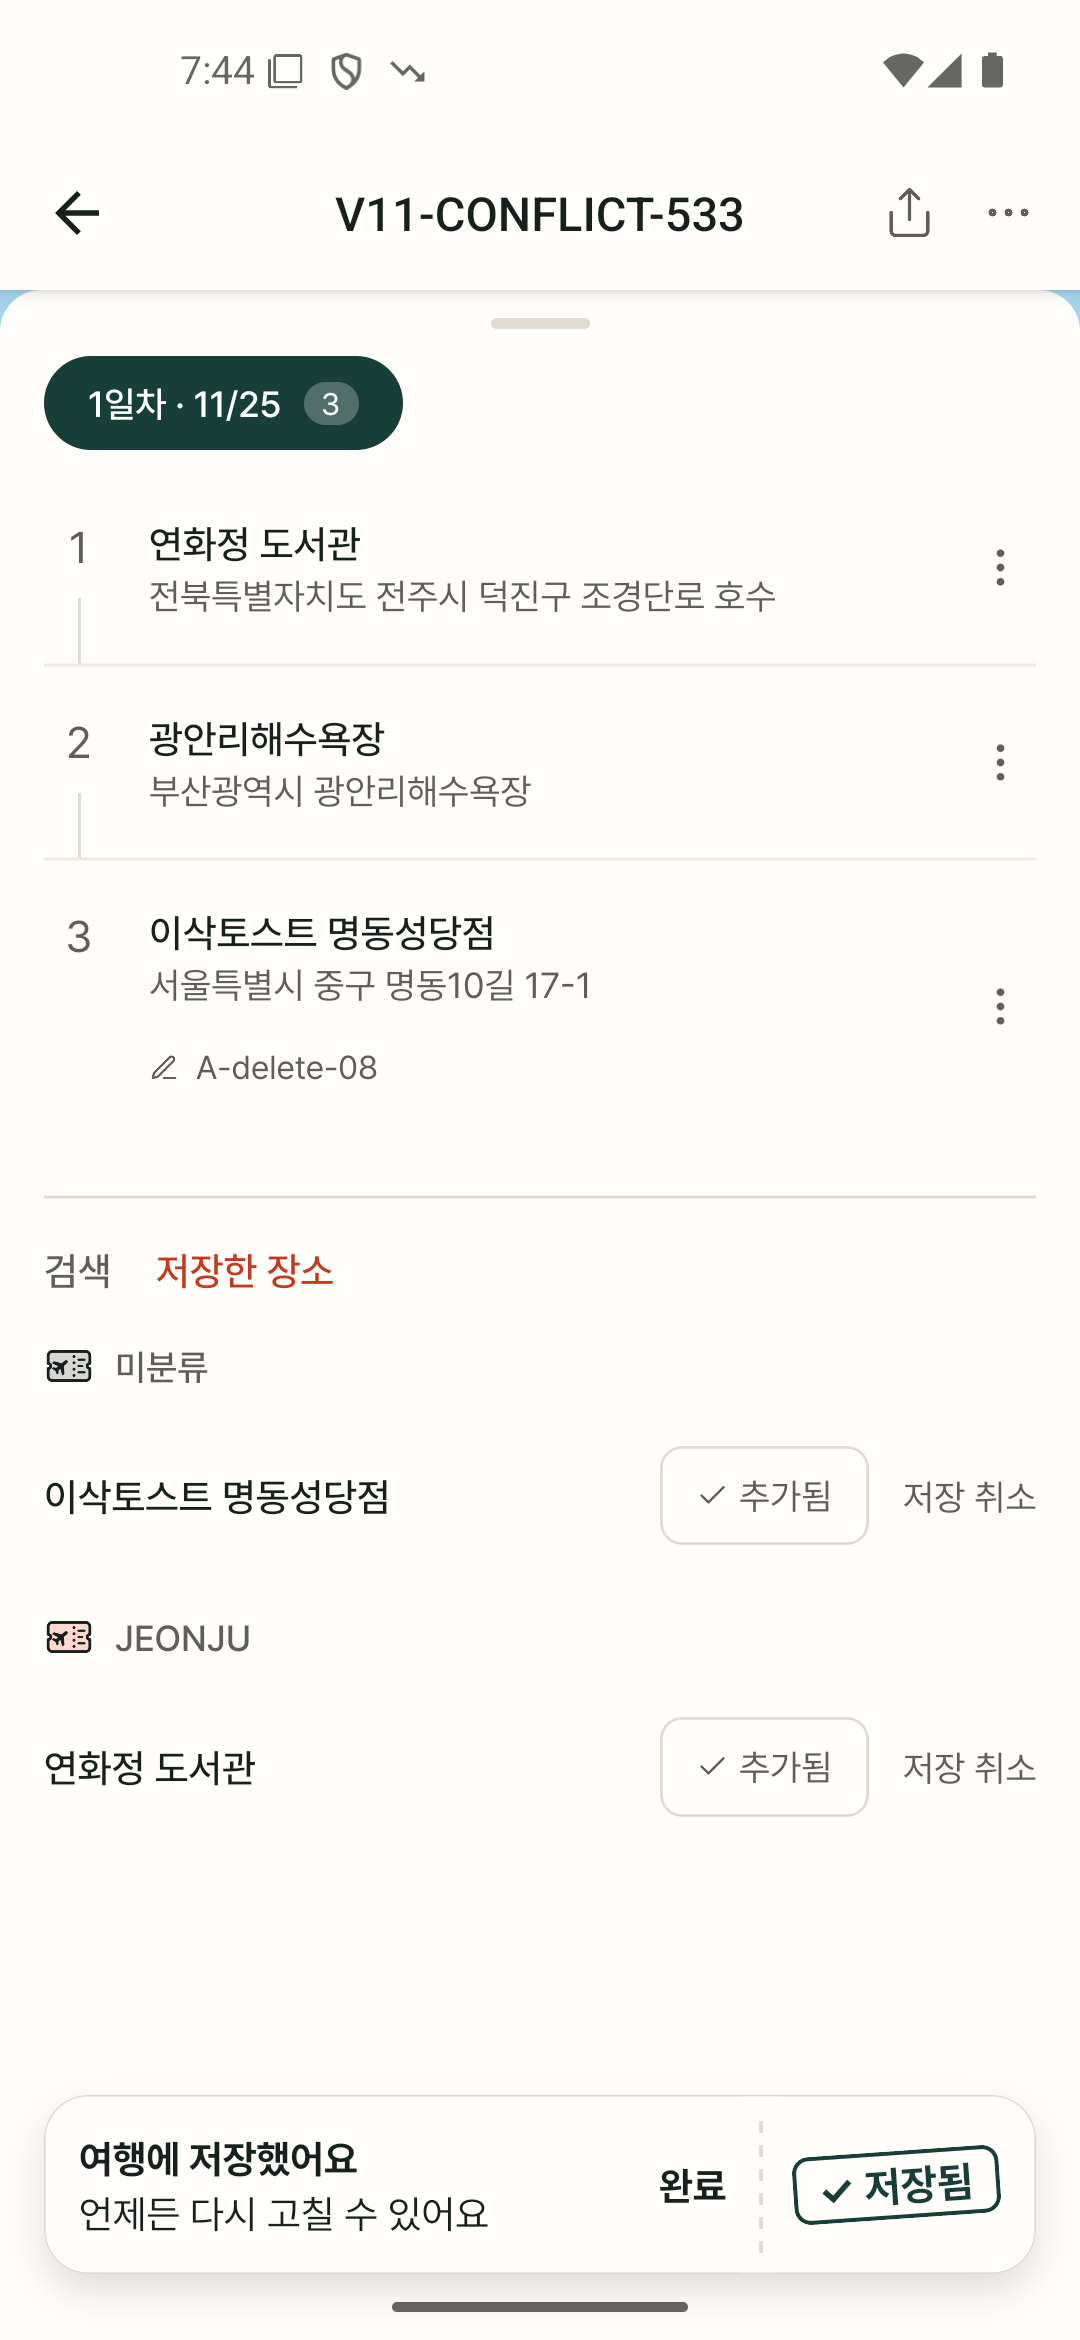 7:44
V11-CONFLICT-533
1일차 · 11/25 3
1 연화정 도서관
전북특별자치도 전주시 덕진구 조경단로 호수
2 광안리해수욕장
부산광역시 광안리해수욕장
3 이삭토스트 명동성당점
서울특별시 중구 명동10길 17-1
A-delete-08
검색 저장한 장소
미분류
이삭토스트 명동성당점 추가됨 저장 취소
JEONJU
연화정 도서관 추가됨 저장 취소
여행에 저장했어요
언제든 다시 고칠 수 있어요
완료
저장됨